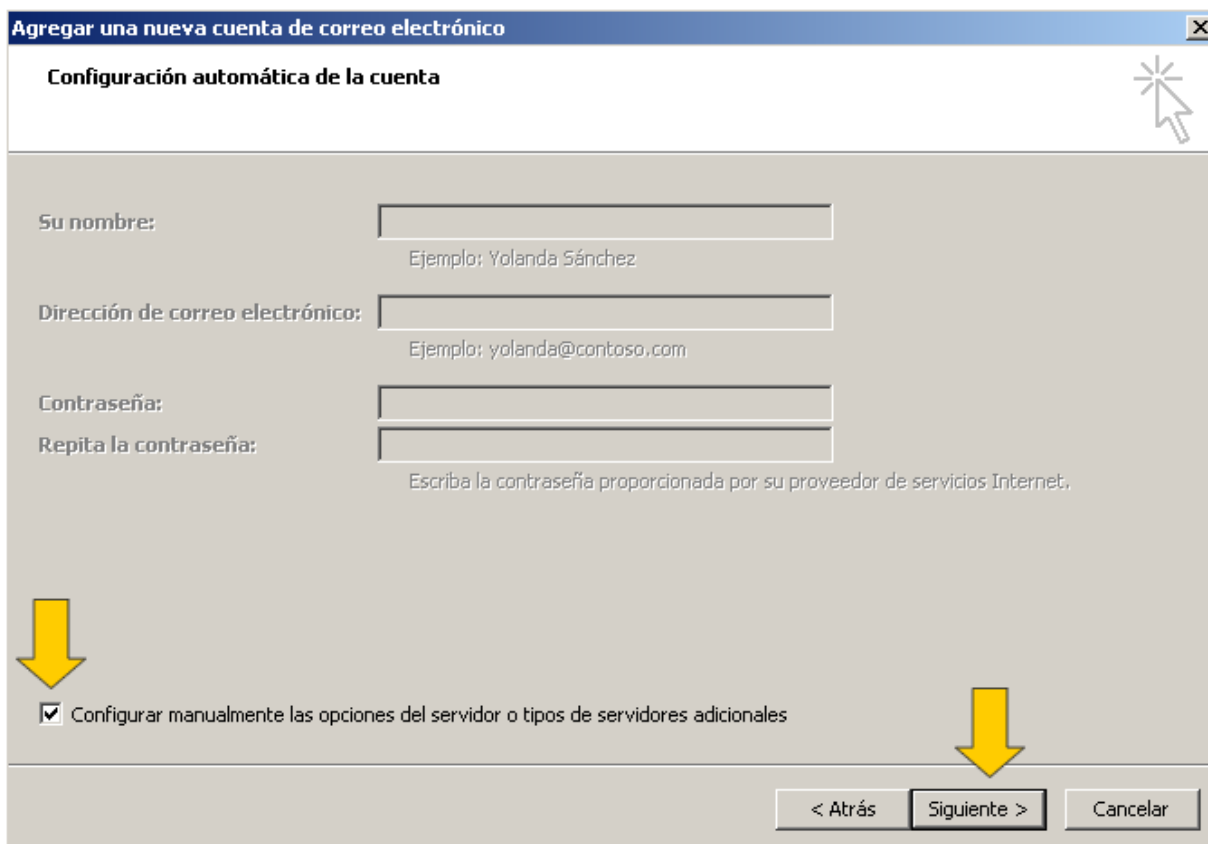 Agregar una nueva cuenta de correo electrónico
Configuración automática de la cuenta
Su nombre:
Ejemplo: Yolanda Sánchez
Dirección de correo electrónico:
Ejemplo: yolanda@contoso.com
Contraseña:
Repita la contraseña:
Escriba la contraseña proporcionada por su proveedor de servicios Internet.
Configurar manualmente las opciones del servidor o tipos de servidores adicionales
< Atrás Siguiente > Cancelar